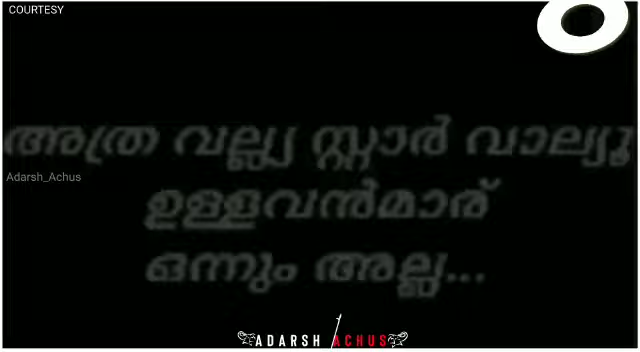 COURTESY
അത്ര വല്ല്യ സ്റ്റാർ വാല്യൂ
Adarsh_Achus
ഉള്ളവൻമാര്
ഒന്നും അല്ല...
ADARSH ACHUS